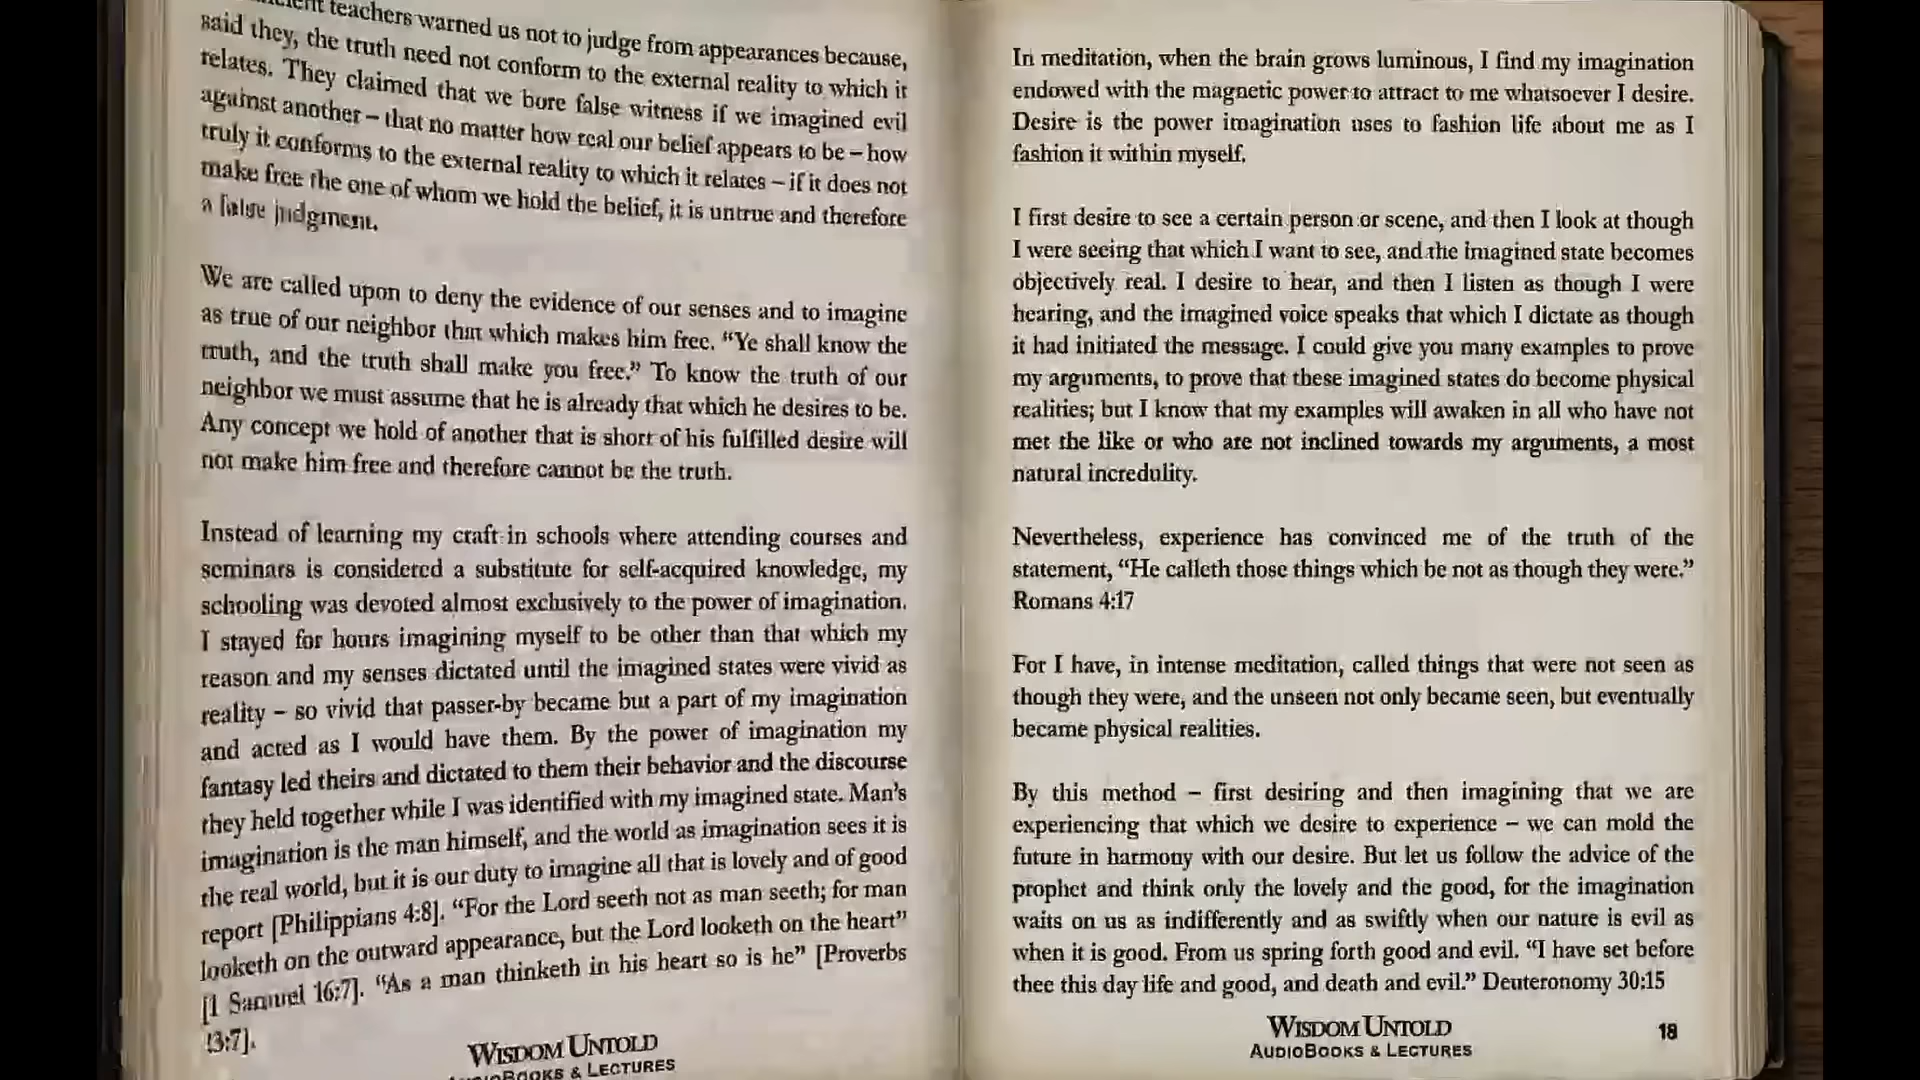 teachers warned us not to judge from appearances because,
said they, the truth need not conform to the external reality to which it
relates. They claimed that we bore false witness if we imagined evil
against another – that no matter how real our belief appears to be – how
truly it conforms to the external reality to which it relates – if it does not
make free the one of whom we hold the belief, it is untrue and therefore
a false judgment.
We are called upon to deny the evidence of our senses and to imagine
as true of our neighbor that which makes him free. “Ye shall know the
truth, and the truth shall make you free.” To know the truth of our
neighbor we must assume that he is already that which he desires to be.
Any concept we hold of another that is short of his fulfilled desire will
not make him free and therefore cannot be the truth.
Instead of learning my craft in schools where attending courses and
seminars is considered a substitute for self-acquired knowledge, my
schooling was devoted almost exclusively to the power of imagination.
I stayed for hours imagining myself to be other than that which my
reason and my senses dictated until the imagined states were vivid as
reality – so vivid that passer-by became but a part of my imagination
and acted as I would have them. By the power of imagination my
fantasy led theirs and dictated to them their behavior and the discourse
they held together while I was identified with my imagined state. Man’s
imagination is the man himself, and the world as imagination sees it is
the real world, but it is our duty to imagine all that is lovely and of good
report [Philippians 4:8]. “For the Lord seeth not as man seeth; for man
looketh on the outward appearance, but the Lord looketh on the heart”
[1 Samuel 16:7]. “As a man thinketh in his heart so is he” [Proverbs
23:7].
WISDOM UNTOLD
AUDIOBOOKS & LECTURES
In meditation, when the brain grows luminous, I find my imagination
endowed with the magnetic power to attract to me whatsoever I desire.
Desire is the power imagination uses to fashion life about me as I
fashion it within myself.
I first desire to see a certain person or scene, and then I look at though
I were seeing that which I want to see, and the imagined state becomes
objectively real. I desire to hear, and then I listen as though I were
hearing, and the imagined voice speaks that which I dictate as though
it had initiated the message. I could give you many examples to prove
my arguments, to prove that these imagined states do become physical
realities; but I know that my examples will awaken in all who have not
met the like or who are not inclined towards my arguments, a most
natural incredulity.
Nevertheless, experience has convinced me of the truth of the
statement, “He calleth those things which be not as though they were.”
Romans 4:17
For I have, in intense meditation, called things that were not seen as
though they were, and the unseen not only became seen, but eventually
became physical realities.
By this method – first desiring and then imagining that we are
experiencing that which we desire to experience – we can mold the
future in harmony with our desire. But let us follow the advice of the
prophet and think only the lovely and the good, for the imagination
waits on us as indifferently and as swiftly when our nature is evil as
when it is good. From us spring forth good and evil. “I have set before
thee this day life and good, and death and evil.” Deuteronomy 30:15
WISDOM UNTOLD
AUDIOBOOKS & LECTURES
18